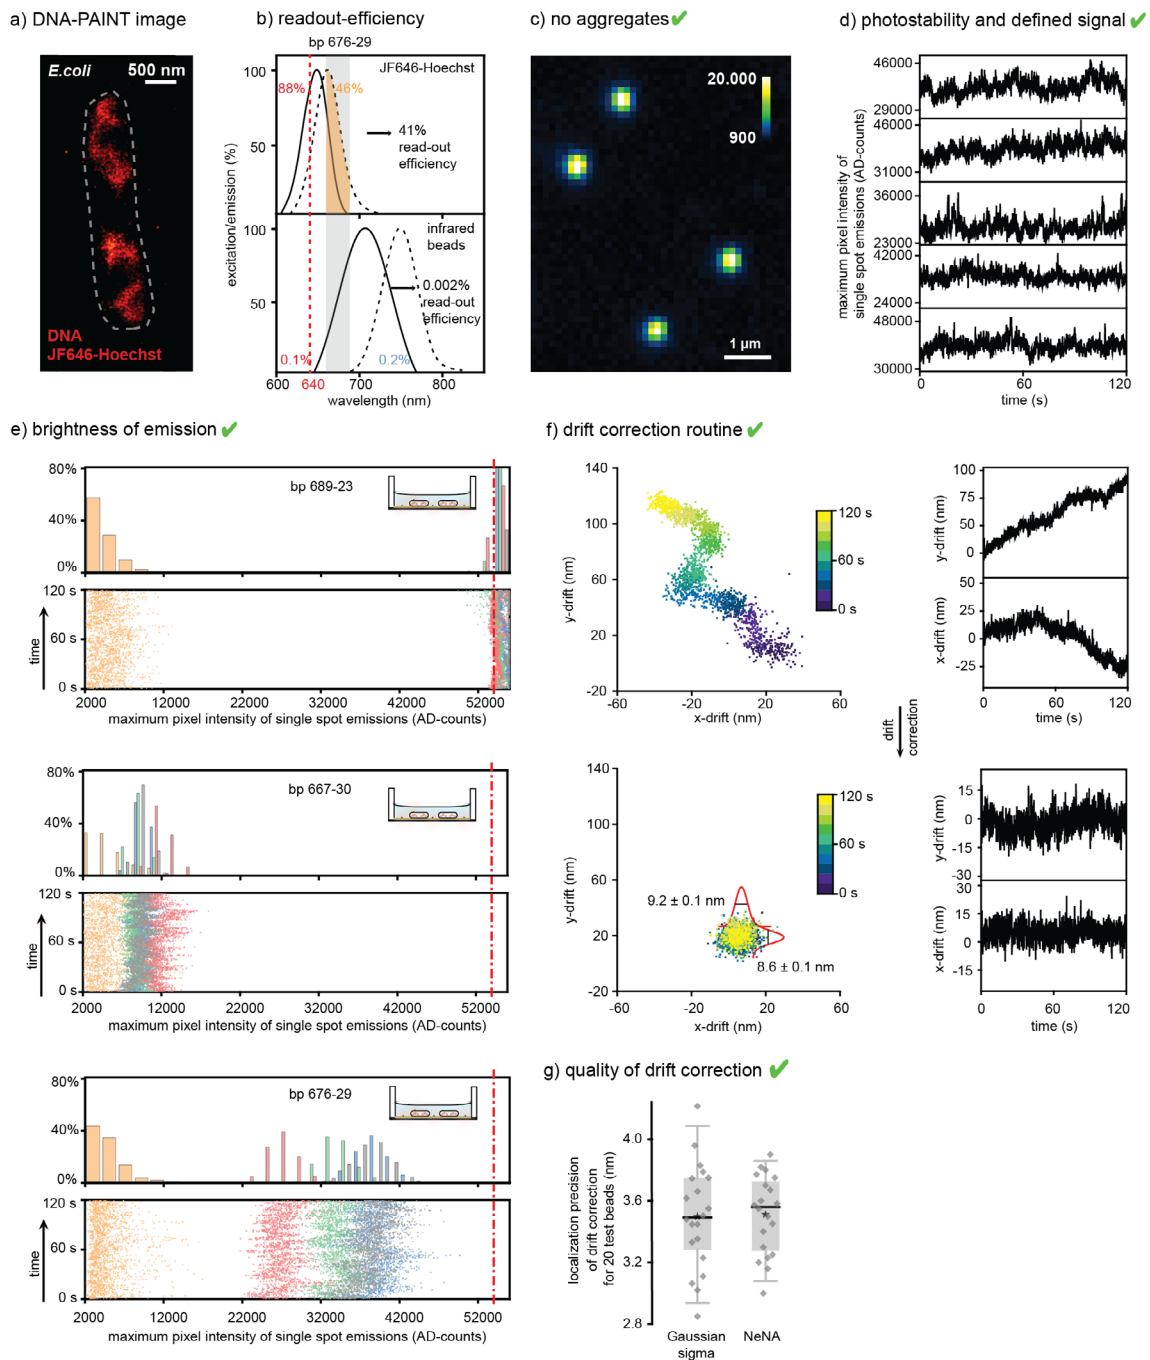 a) DNA-PAINT image
E.coli
500 nm
DNA
JF646-Hoechst
b) readout-efficiency
bp 676-29
JF646-Hoechst
100
88%
46%
41%
read-out
efficiency
50
excitation/emission (%)
infrared
beads
100
0.002%
read-out
efficiency
50
0.1%
0.2%
600
640
700
800
wavelength (nm)
c) no aggregates
20.000
900
1 µm
d) photostability and defined signal
maximum pixel intensity of
single spot emissions (AD-counts)
46000
29000
46000
31000
36000
23000
42000
24000
48000
30000
0
60
120
time (s)
e) brightness of emission
80%
40%
0%
bp 689-23
120 s
60 s
0 s
time
2000
12000
22000
32000
42000
52000
maximum pixel intensity of single spot emissions (AD-counts)
80%
40%
0%
bp 667-30
120 s
60 s
0 s
time
2000
12000
22000
32000
42000
52000
maximum pixel intensity of single spot emissions (AD-counts)
80%
40%
0%
bp 676-29
120 s
60 s
0 s
time
2000
12000
22000
32000
42000
52000
maximum pixel intensity of single spot emissions (AD-counts)
f) drift correction routine
140
100
60
20
-20
y-drift (nm)
120 s
60 s
0 s
-60
-20
20
60
x-drift (nm)
100
75
50
0
y-drift (nm)
50
25
0
-25
x-drift (nm)
0
60
120
time (s)
drift
correction
140
100
60
20
-20
y-drift (nm)
120 s
60 s
0 s
9.2 ± 0.1 nm
8.6 ± 0.1 nm
-60
-20
20
60
x-drift (nm)
15
0
-15
-30
y-drift (nm)
30
15
0
-15
x-drift (nm)
0
60
120
time (s)
g) quality of drift correction
localization precision
of drift correction
for 20 test beads (nm)
4.0
3.6
3.2
2.8
Gaussian
sigma
NeNA